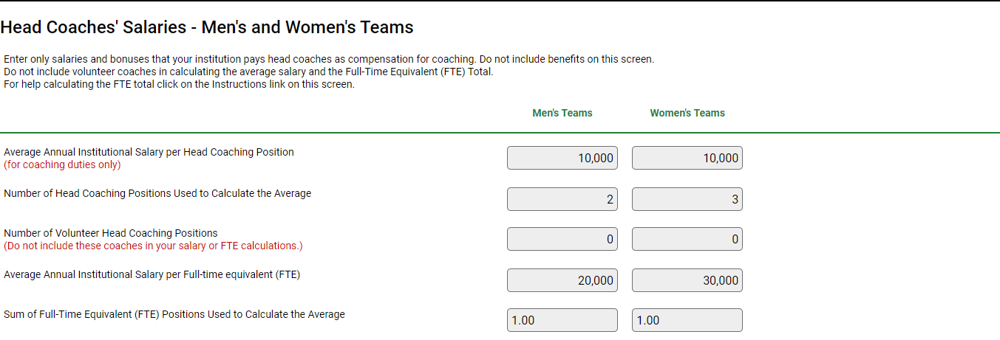 Head Coaches' Salaries - Men's and Women's Teams
Enter only salaries and bonuses that your institution pays head coaches as compensation for coaching. Do not include benefits on this screen.
Do not include volunteer coaches in calculating the average salary and the Full-Time Equivalent (FTE) Total.
For help calculating the FTE total click on the Instructions link on this screen.
Men's Teams Women's Teams
Average Annual Institutional Salary per Head Coaching Position
(for coaching duties only)
10,000 10,000
Number of Head Coaching Positions Used to Calculate the Average
2 3
Number of Volunteer Head Coaching Positions
(Do not include these coaches in your salary or FTE calculations.)
0 0
Average Annual Institutional Salary per Full-time equivalent (FTE)
20,000 30,000
Sum of Full-Time Equivalent (FTE) Positions Used to Calculate the Average
1.00 1.00